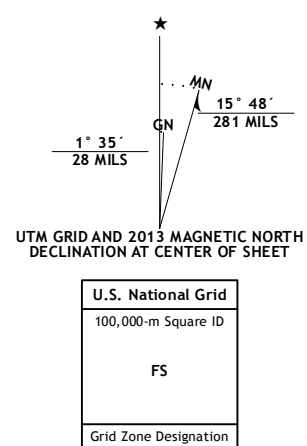 ★
MN
GN
15° 48´
281 MILS
1° 35´
28 MILS
UTM GRID AND 2013 MAGNETIC NORTH
DECLINATION AT CENTER OF SHEET
U.S. National Grid
100,000-m Square ID
FS
Grid Zone Designation